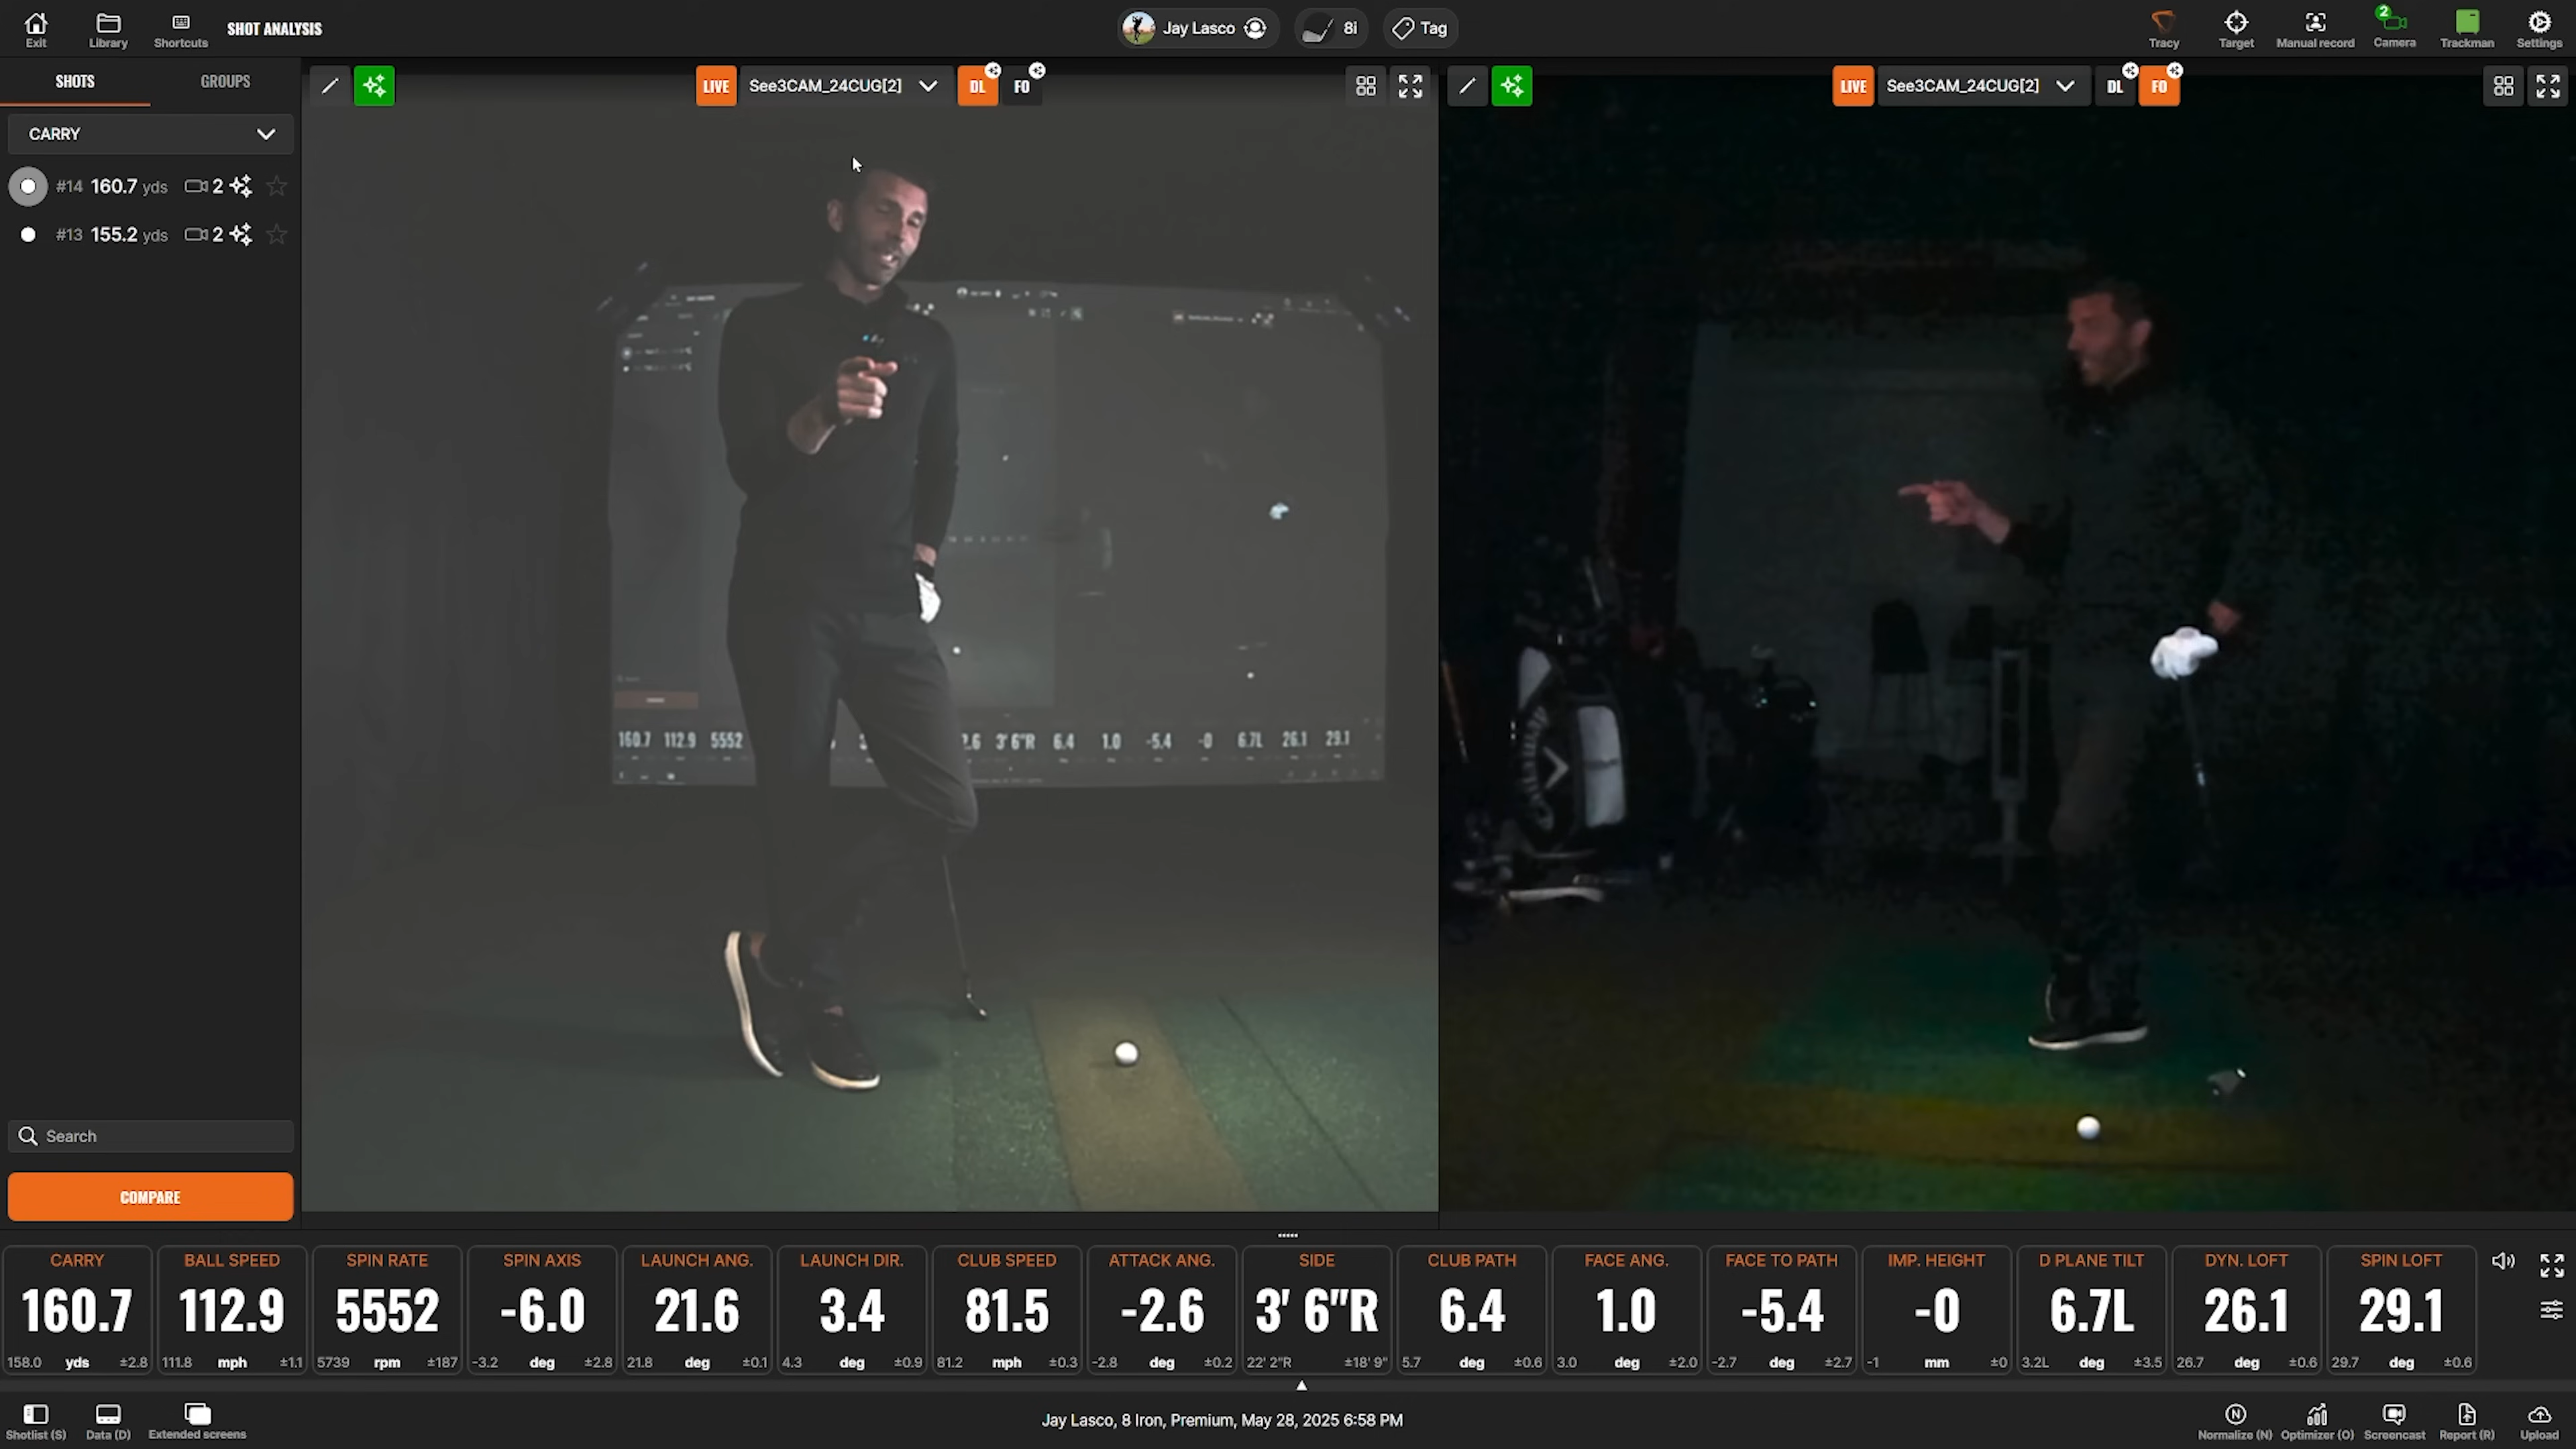 Exit
Library
Shortcuts
SHOT ANALYSIS
Jay Lasco
8i
Tag
Tracy
Target
Manual record
2
Camera
Trackman
Settings
SHOTS
GROUPS
CARRY
#14 160.7 yds 2
#13 155.2 yds 2
Search
COMPARE
LIVE
See3CAM_24CUG[2]
DL
FO
LIVE
See3CAM_24CUG[2]
DL
FO
160.7 112.9 5552
3'6"R 6.4 1.0 -5.4 -0 6.7L 26.1 29.1
CARRY
160.7
158.0 yds ±2.8
BALL SPEED
112.9
111.8 mph ±1.1
SPIN RATE
5552
5739 rpm ±187
SPIN AXIS
-6.0
-3.2 deg ±2.8
LAUNCH ANG.
21.6
21.8 deg ±0.1
LAUNCH DIR.
3.4
4.3 deg ±0.9
CLUB SPEED
81.5
81.2 mph ±0.3
ATTACK ANG.
-2.6
-2.8 deg ±0.2
SIDE
3' 6"R
22' 2"R ±18' 9"
CLUB PATH
6.4
5.7 deg ±0.6
FACE ANG.
1.0
3.0 deg ±2.0
FACE TO PATH
-5.4
-2.7 deg ±2.7
IMP. HEIGHT
-0
-1 mm ±0
D PLANE TILT
6.7L
3.2L deg ±3.5
DYN. LOFT
26.1
26.7 deg ±0.6
SPIN LOFT
29.1
29.7 deg ±0.6
Shotlist (S)
Data (D)
Extended screens
Jay Lasco, 8 Iron, Premium, May 28, 2025 6:58 PM
N
Normalize (N)
Optimizer (O)
Screencast
Report (R)
Upload